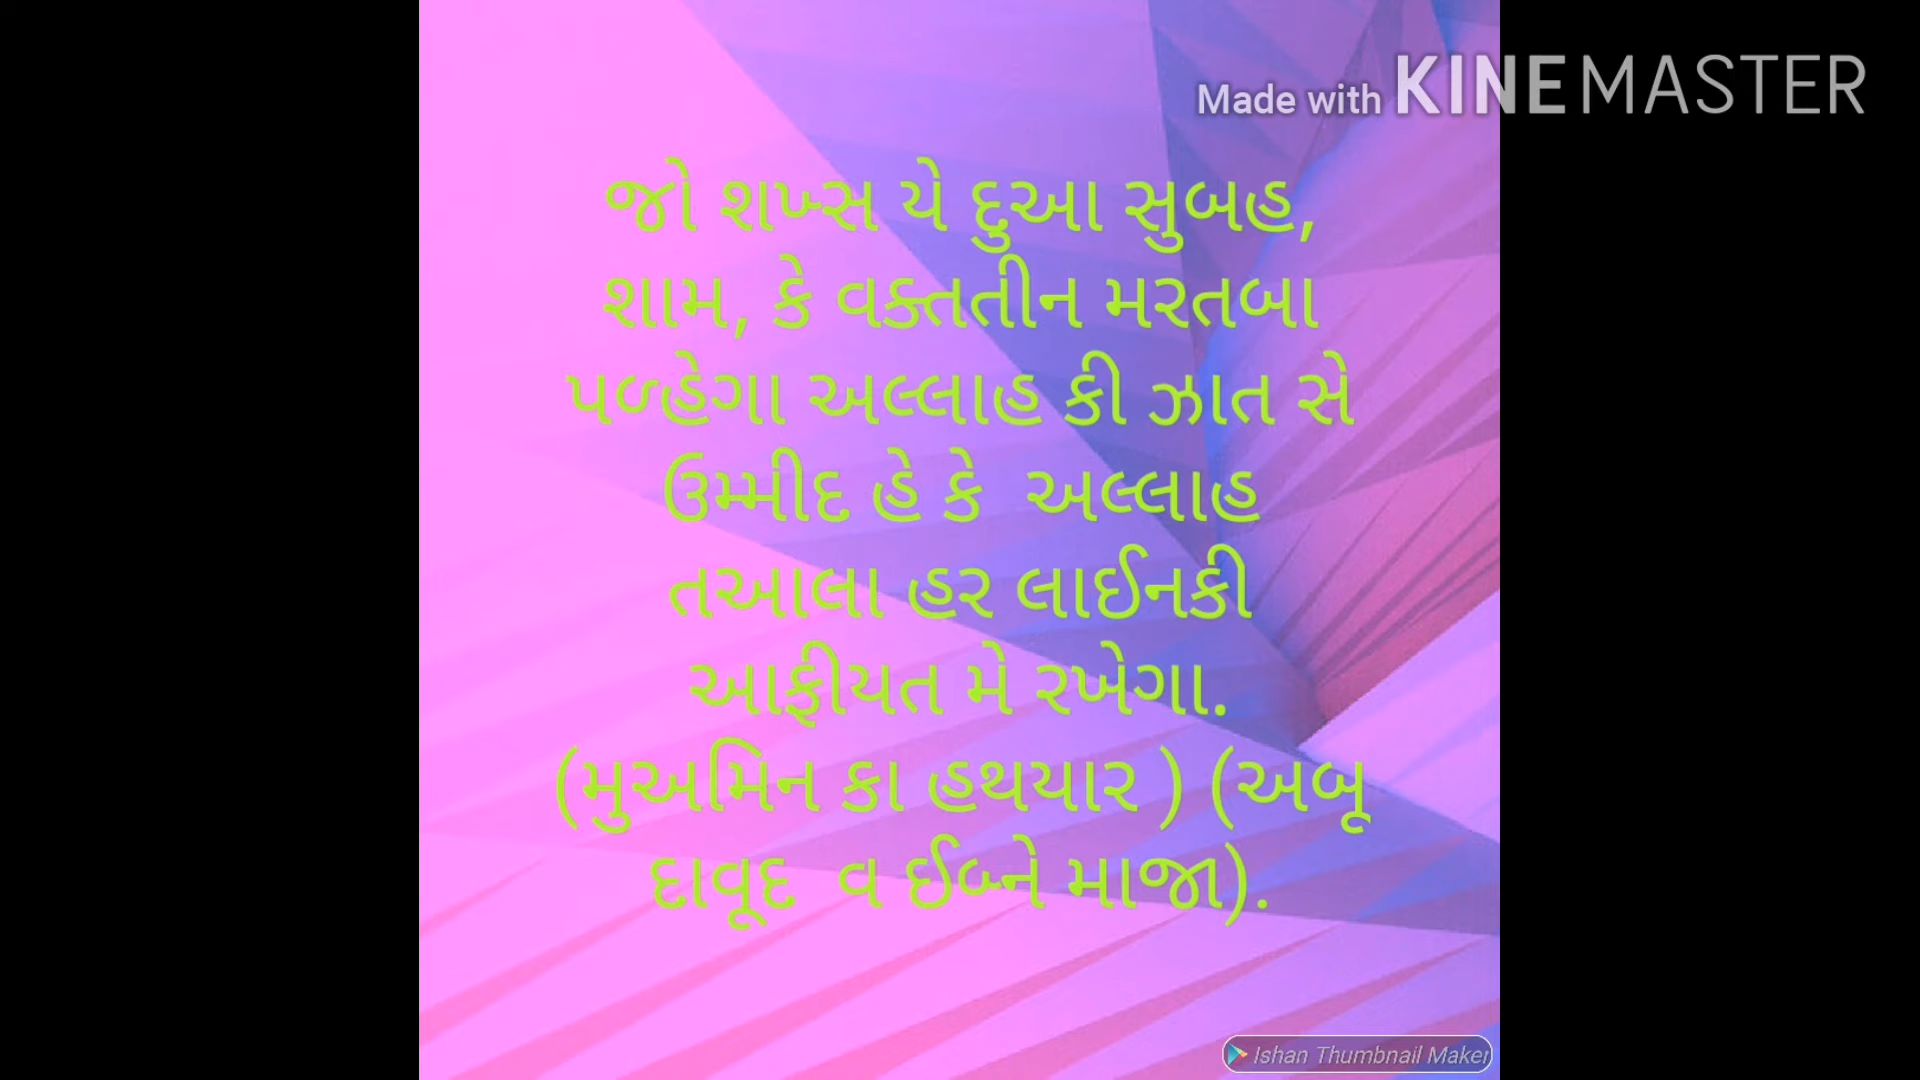 Made with KINEMASTER
જો શખ્સ યે દુઆ સુબહ,
શામ, કે વક્તતીન મરતબા
પળ્હેગા અલ્લાહ કી ઝાત સે
ઉમ્મીદ હે કે  અલ્લાહ
તઆલા હર લાઈનકી
આફીયત મે રખેગા.
(મુઅમિન કા હથયાર ) (અબૂ
દાવૂદ  વ ઈબ્ને માજા).
Ishan Thumbnail Maker